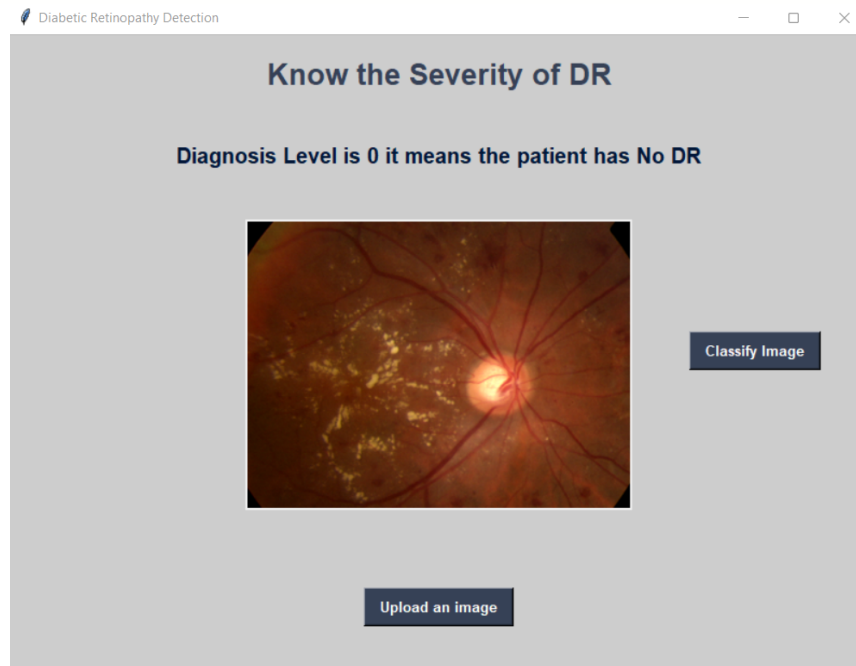 Diabetic Retinopathy Detection
Know the Severity of DR
Diagnosis Level is 0 it means the patient has No DR
Classify Image
Upload an image